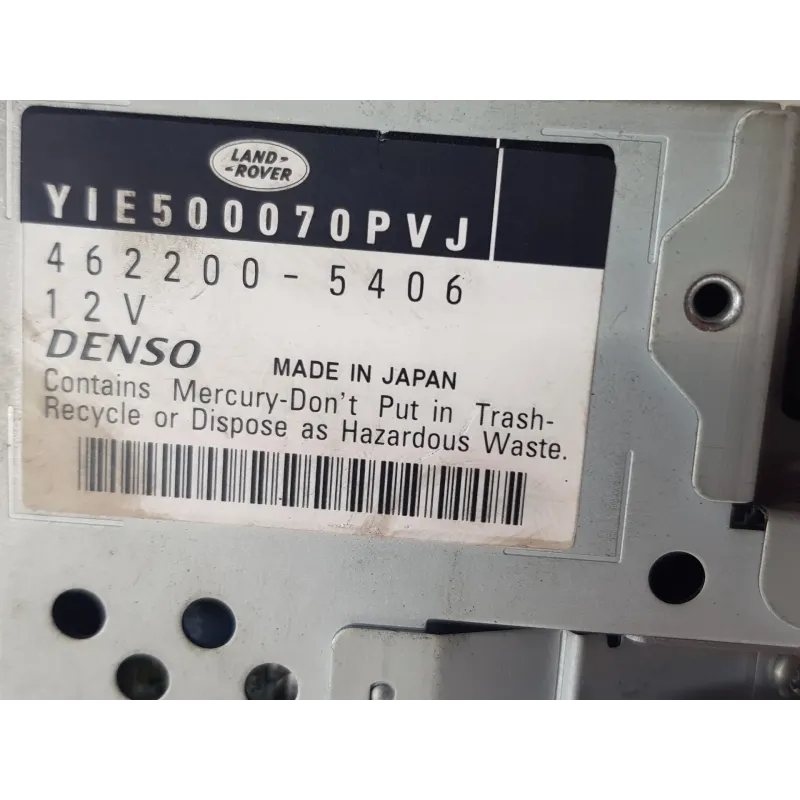 LAND-
-ROVER
YIE500070PVJ
462200-5406
12V
DENSO
MADE IN JAPAN
Contains Mercury-Don't Put in Trash-
Recycle or Dispose as Hazardous Waste.